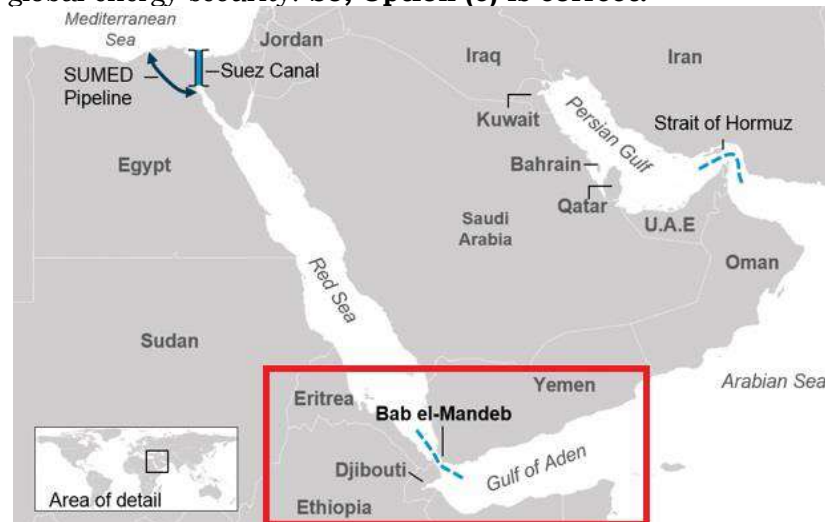 global energy security. So, Option (c) is correct.
Mediterranean
Sea
Jordan
Iraq
Iran
SUMED
Pipeline
Suez Canal
Kuwait
Persian Gulf
Strait of Hormuz
Egypt
Bahrain
Qatar
Saudi
Arabia
U.A.E
Oman
Red Sea
Sudan
Eritrea
Yemen
Arabian Sea
Bab el-Mandeb
Djibouti
Gulf of Aden
Ethiopia
Area of detail